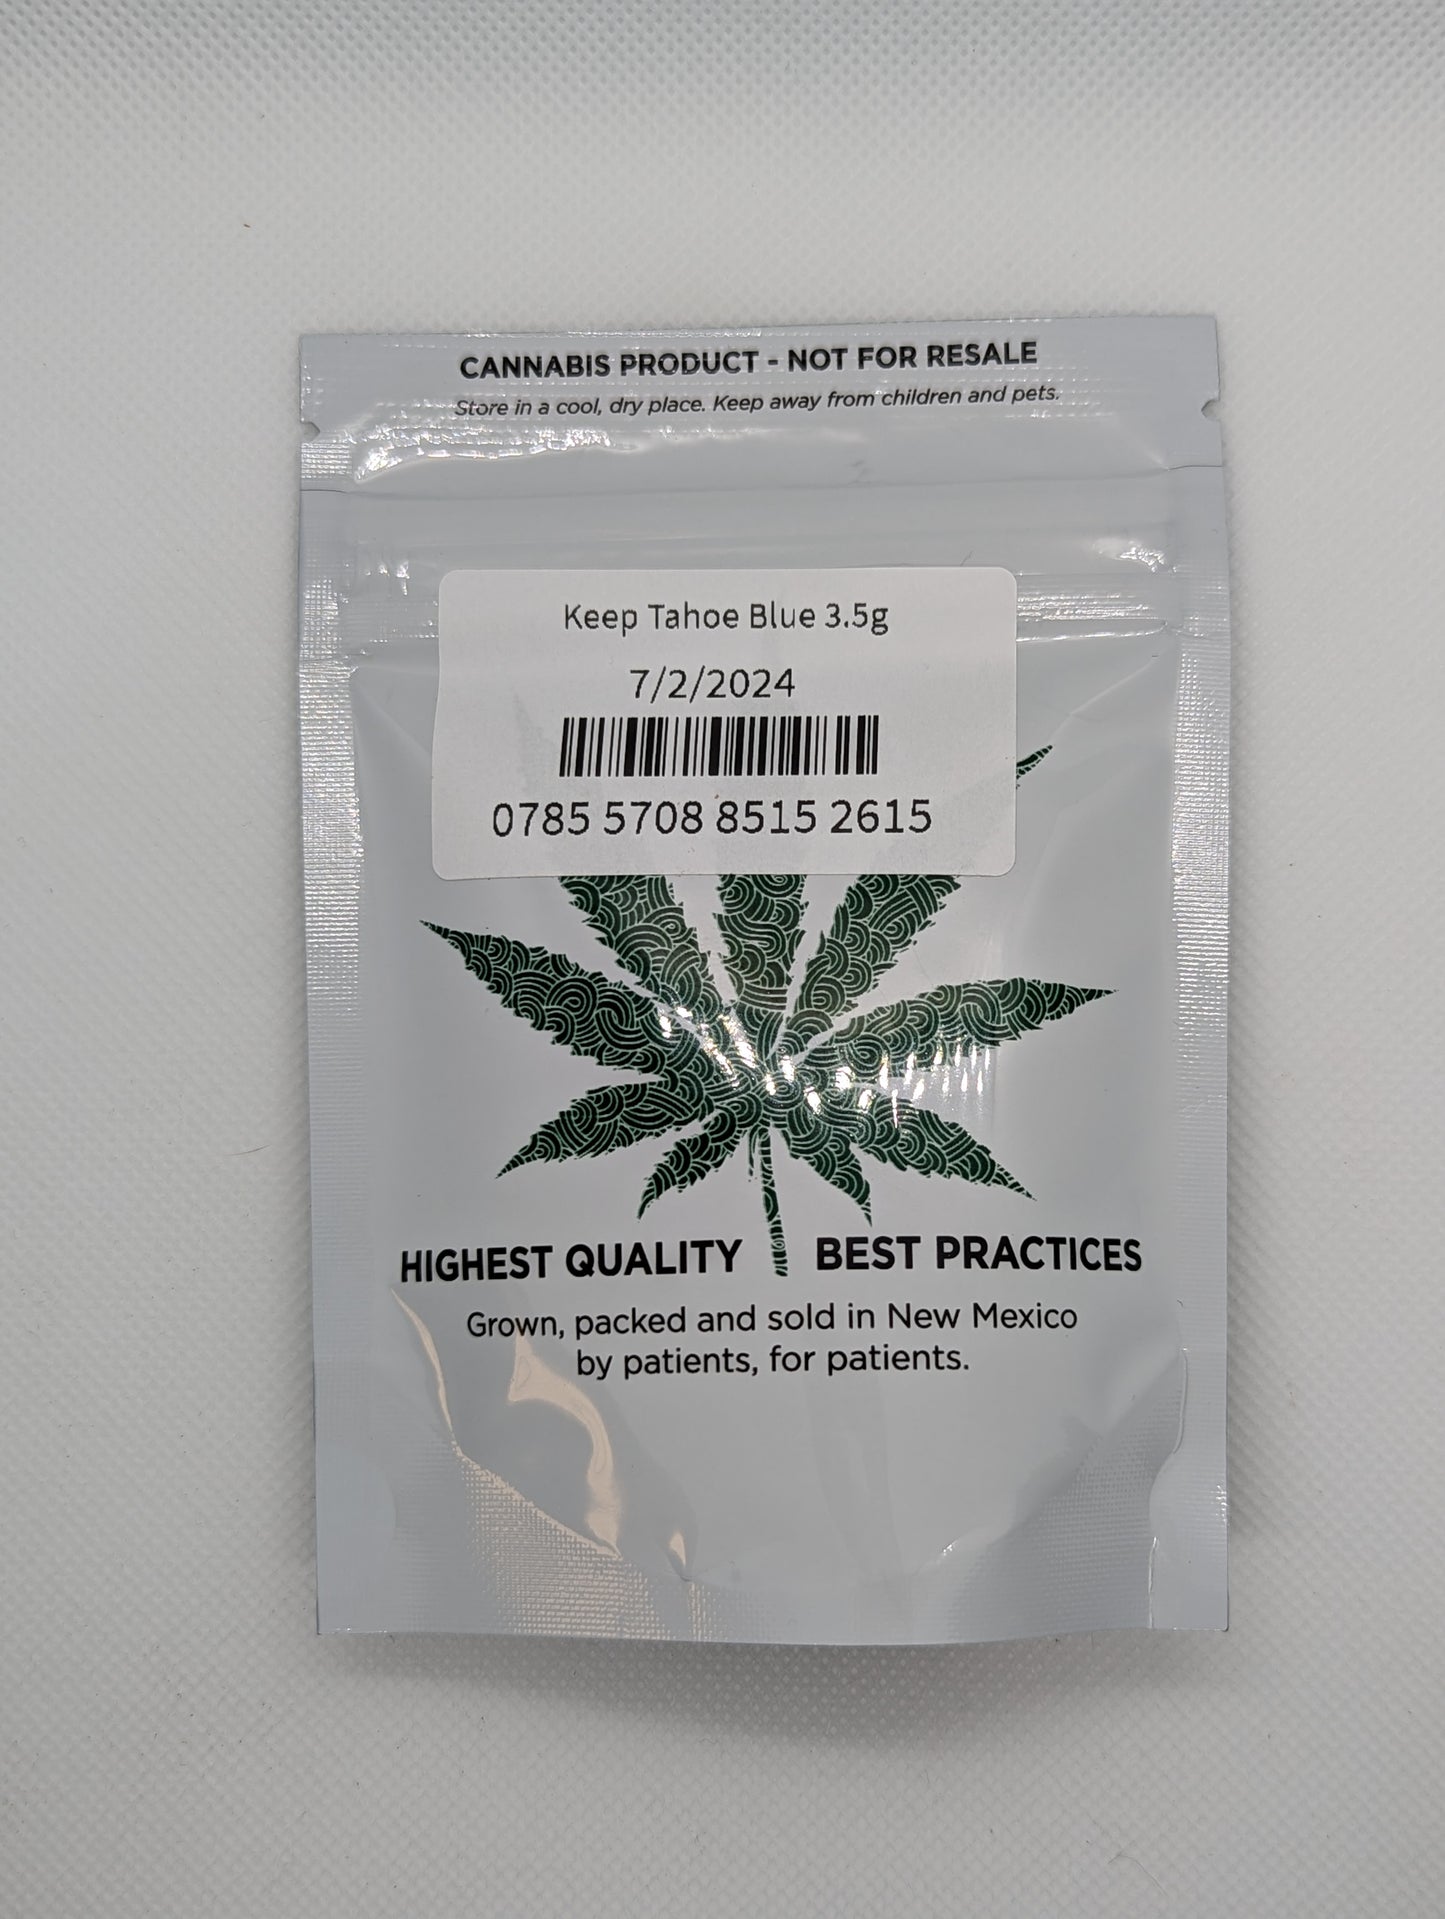 CANNABIS PRODUCT - NOT FOR RESALE
Store in a cool, dry place. Keep away from children and pets.
Keep Tahoe Blue 3.5g
7/2/2024
0785 5708 8515 2615
HIGHEST QUALITY BEST PRACTICES
Grown, packed and sold in New Mexico
by patients, for patients.